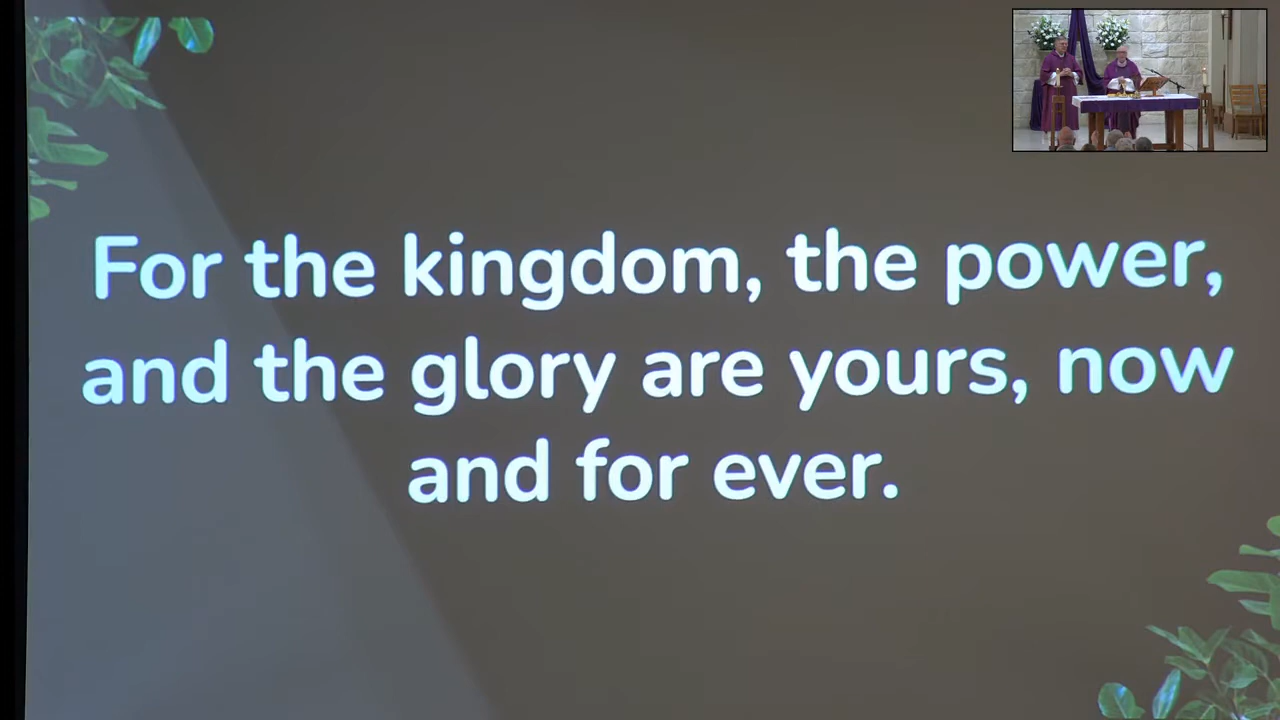 For the kingdom, the power,
and the glory are yours, now
and for ever.